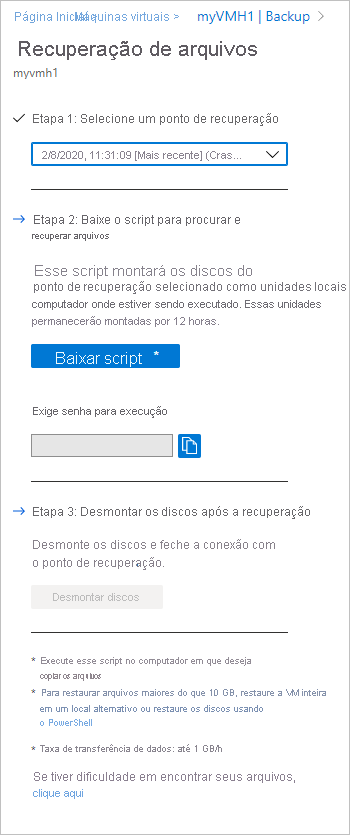 Página Inicial > Máquinas virtuais > myVMH1 | Backup >
Recuperação de arquivos
myvmh1
Etapa 1: Selecione um ponto de recuperação
2/8/2020, 11:31:09 [Mais recente] (Cras...
Etapa 2: Baixe o script para procurar e
recuperar arquivos
Esse script montará os discos do
ponto de recuperação selecionado como unidades locais
computador onde estiver sendo executado. Essas unidades
permanecerão montadas por 12 horas.
Baixar script *
Exige senha para execução
Etapa 3: Desmontar os discos após a recuperação
Desmonte os discos e feche a conexão com
o ponto de recuperação.
Desmontar discos
* Execute esse script no computador em que deseja
copiar os arquivos
* Para restaurar arquivos maiores do que 10 GB, restaure a VM inteira
em um local alternativo ou restaure os discos usando
o PowerShell
* Taxa de transferência de dados: até 1 GB/h
Se tiver dificuldade em encontrar seus arquivos,
clique aqui